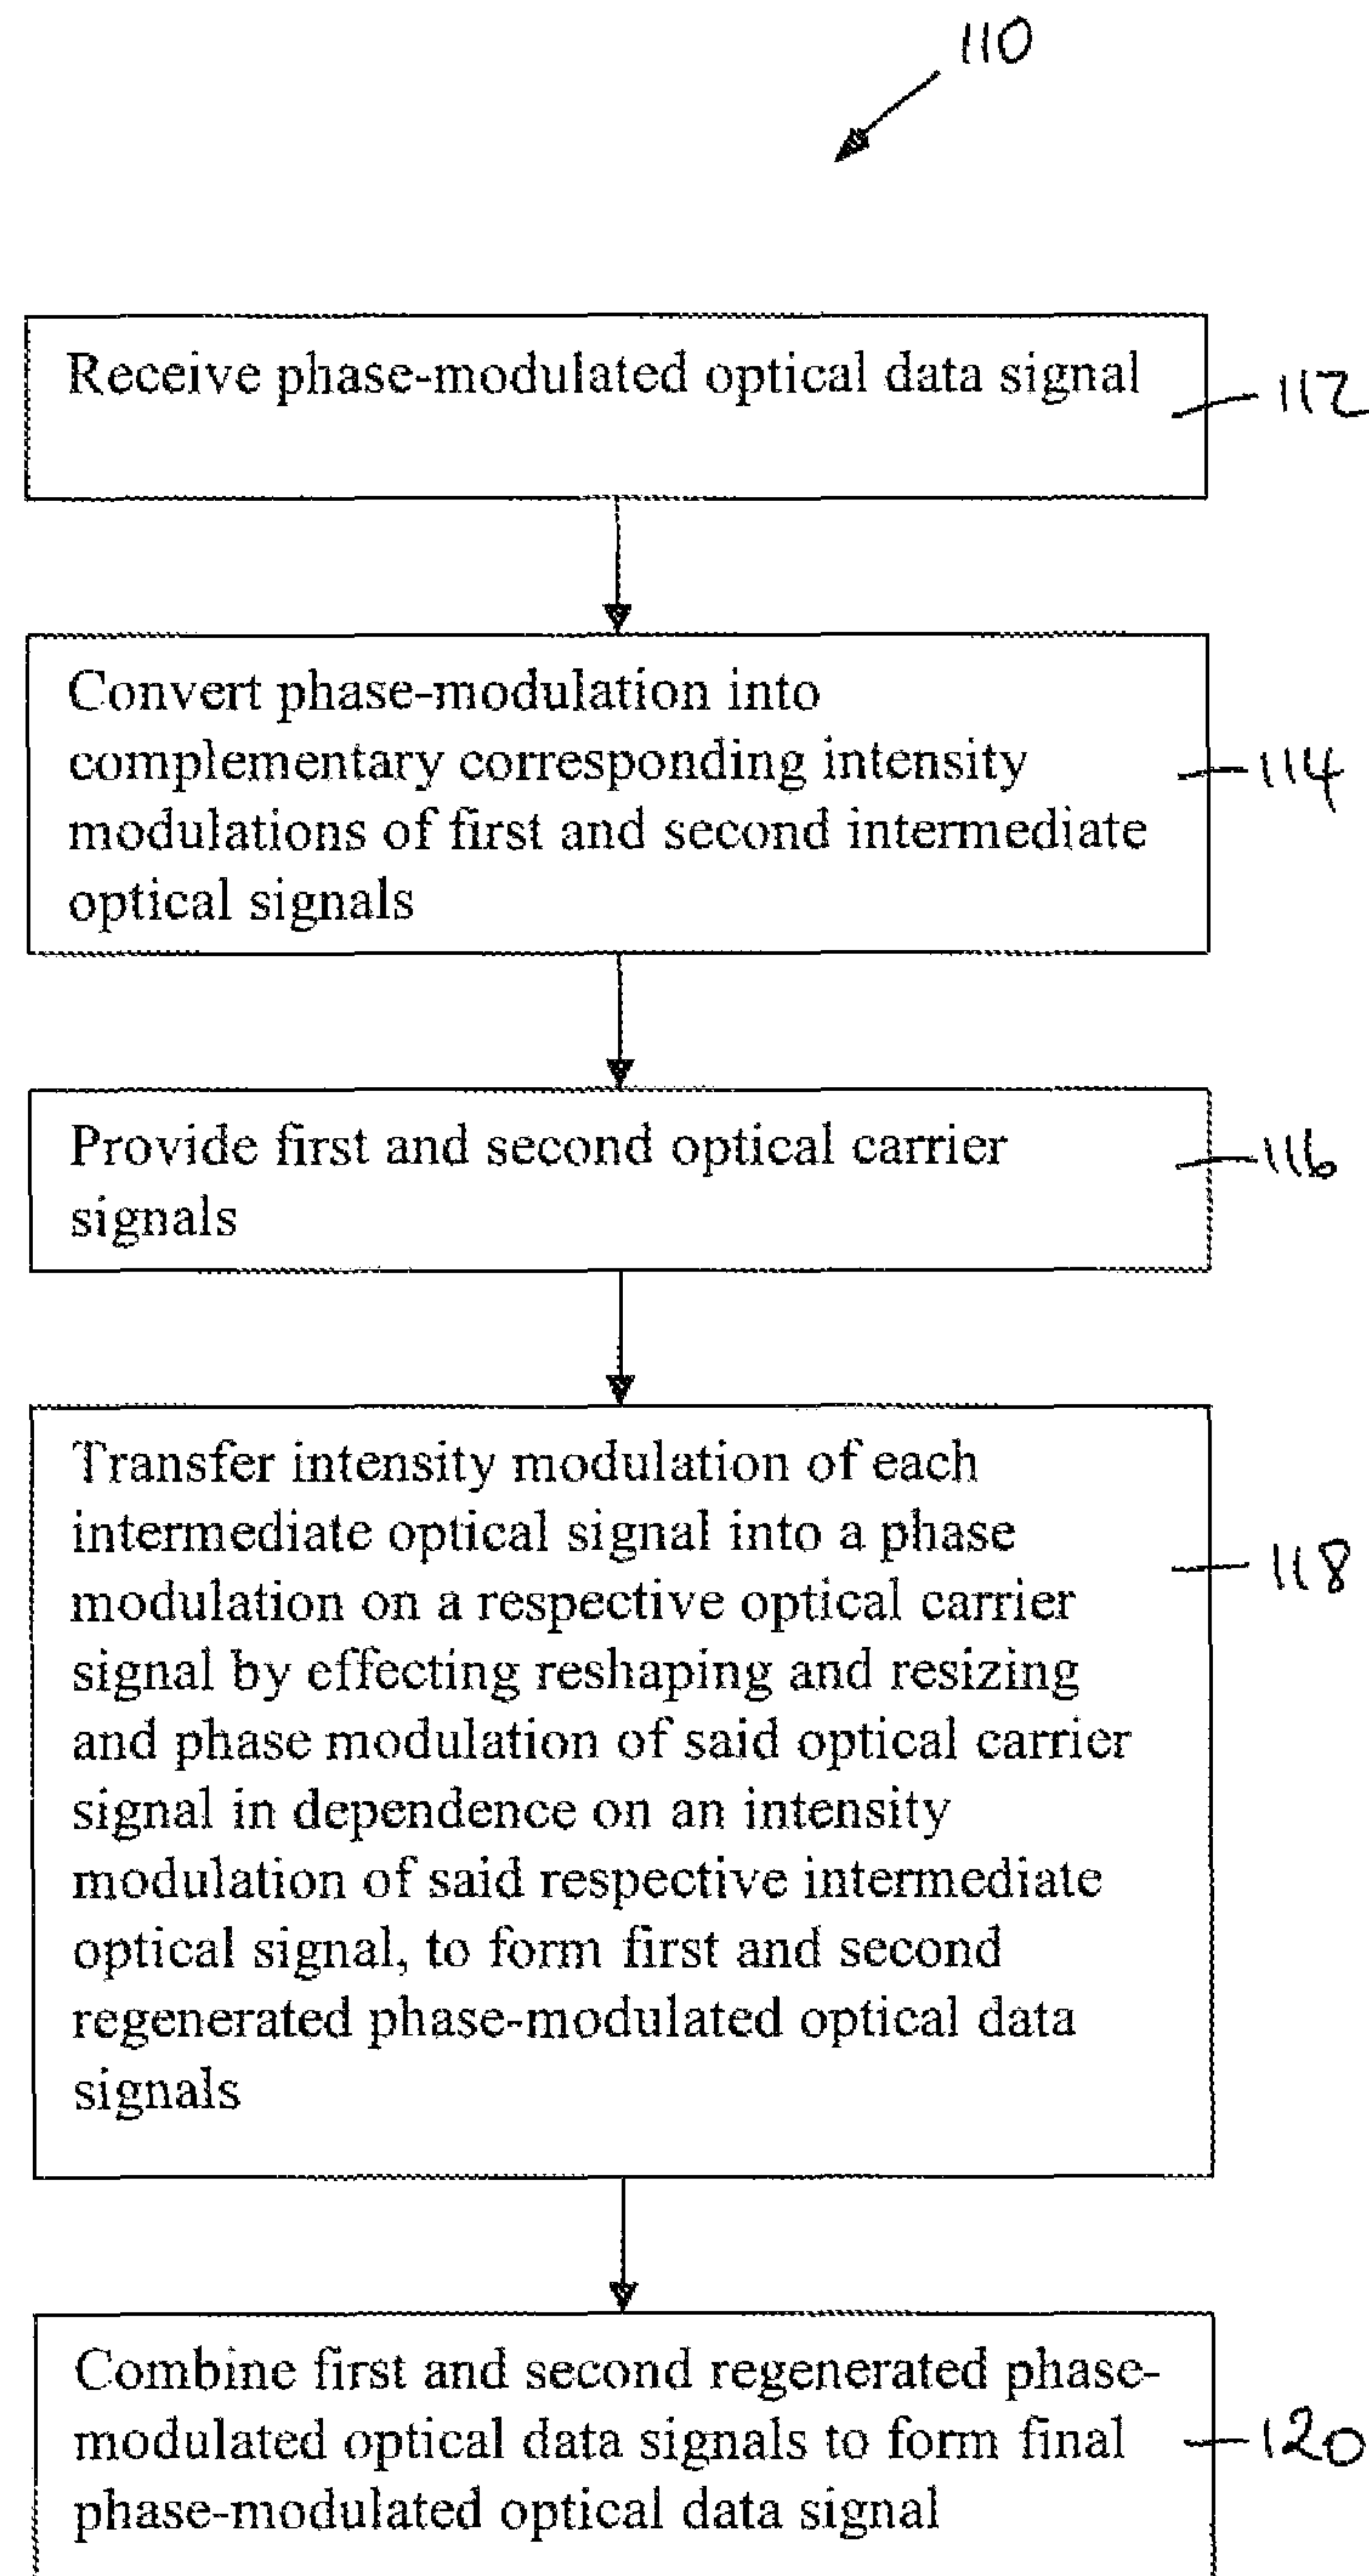 110
Receive phase-modulated optical data signal
112
Convert phase-modulation into
complementary corresponding intensity
modulations of first and second intermediate
optical signals
114
Provide first and second optical carrier
signals
116
Transfer intensity modulation of each
intermediate optical signal into a phase
modulation on a respective optical carrier
signal by effecting reshaping and resizing
and phase modulation of said optical carrier
signal in dependence on an intensity
modulation of said respective intermediate
optical signal, to form first and second
regenerated phase-modulated optical data
signals
118
Combine first and second regenerated phase-
modulated optical data signals to form final
phase-modulated optical data signal
120